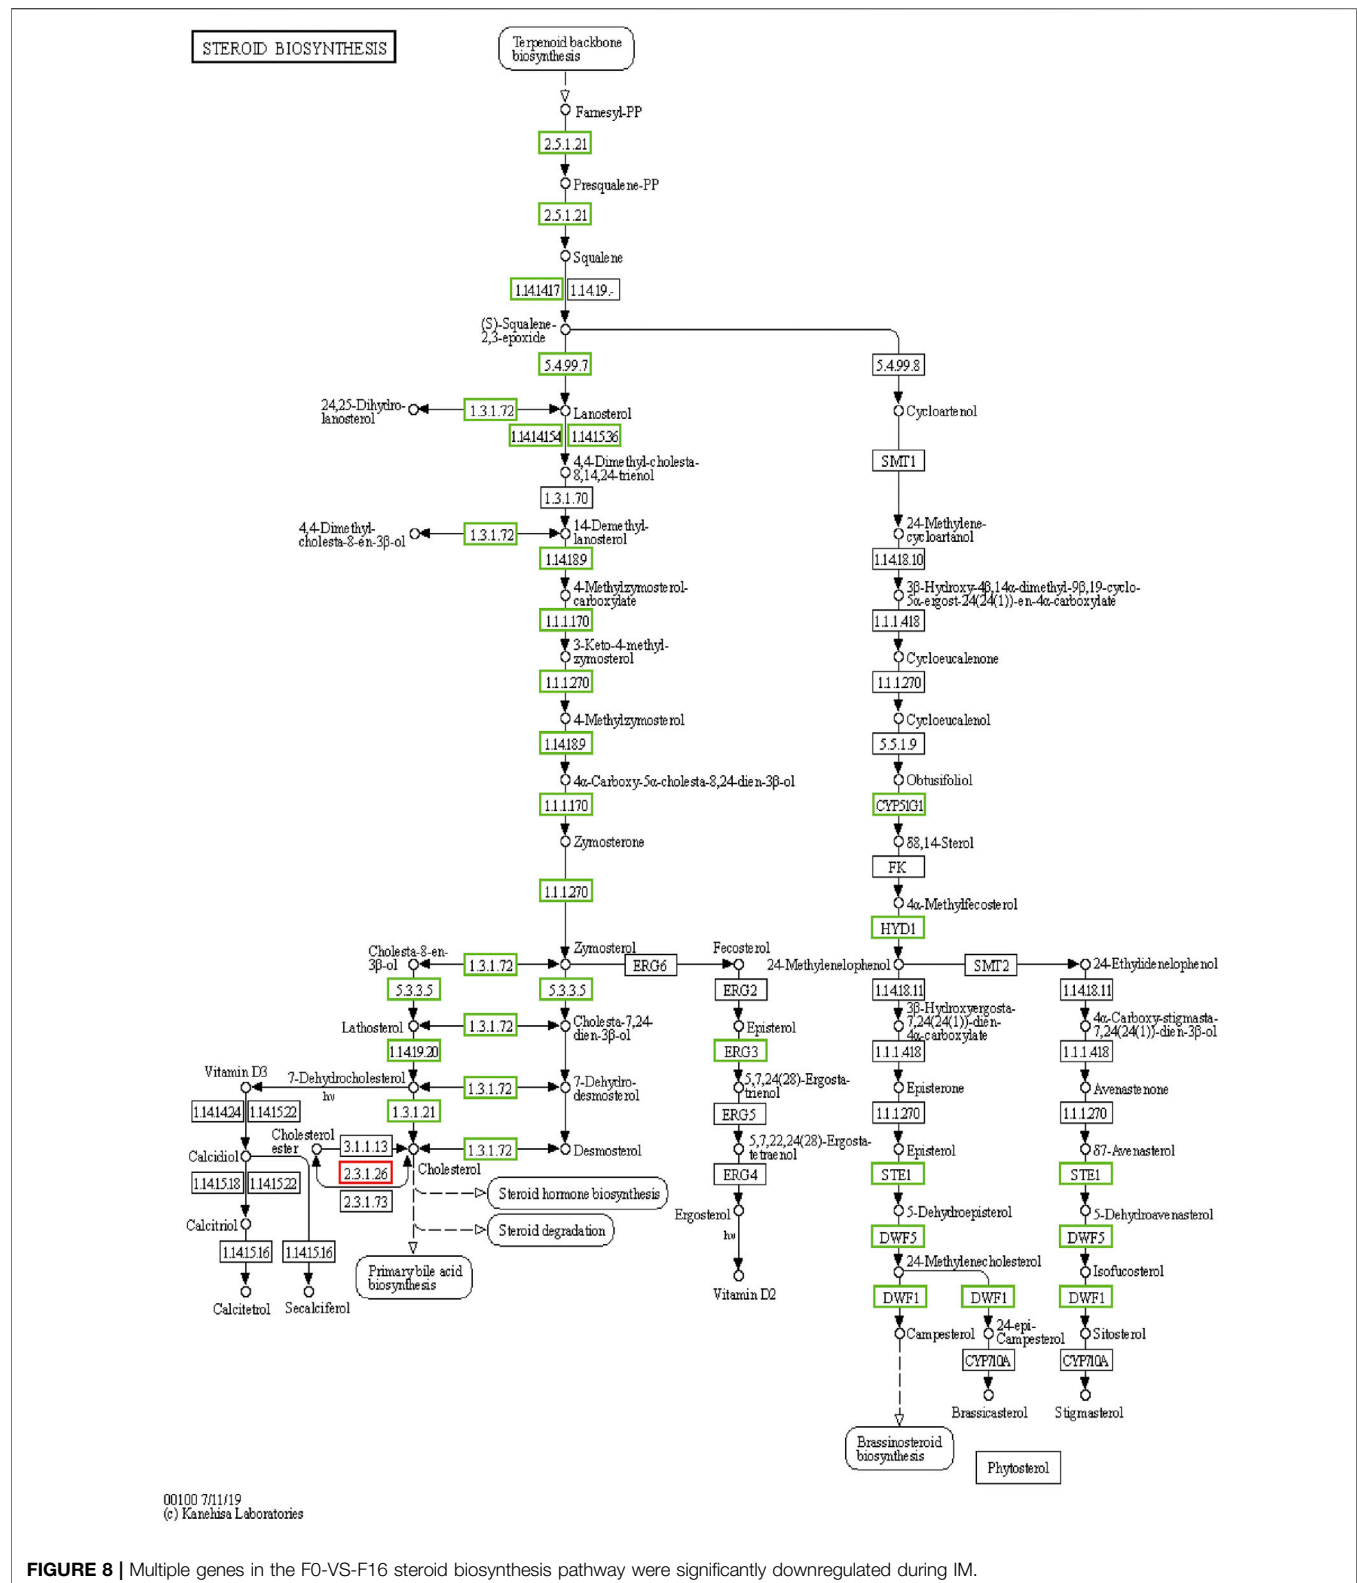 STEROID BIOSYNTHESIS
Terpenoid backbone
biosynthesis
Farnesyl-PP
2.5.1.21
Presqualene-PP
2.5.1.21
Squalene
1.14.14.17
1.14.19.-
(S)-Squalene-
2,3-epoxide
5.4.99.7
5.4.99.8
24,25-Dihydro-
lanosterol
1.3.1.72
Lanosterol
Cycloartenol
1.14.14.154
1.14.15.36
SMT1
4,4-Dimethyl-cholesta-
8,14,24-trienol
1.3.1.70
4,4-Dimethyl-
cholesta-8-en-3β-ol
1.3.1.72
14-Demethyl-
lanosterol
24-Methylene-
cycloartanol
1.14.18.9
1.14.18.10
4-Methylzymosterol-
carboxylate
3β-Hydroxy-4β,14α-dimethyl-9β,19-cyclo-
5α-ergost-24(24(1))-en-4α-carboxylate
1.1.1.170
1.1.1.418
3-Keto-4-methyl-
zymosterol
Cycloeucalenone
1.1.1.270
1.1.1.270
4-Methylzymosterol
Cycloeucalenol
1.14.18.9
5.5.1.9
4α-Carboxy-5α-cholesta-8,24-dien-3β-ol
Obtusifoliol
1.1.1.170
CYP51G1
Zymosterone
δ8,14-Sterol
FK
1.1.1.270
4α-Methylfecosterol
HYD1
Cholesta-8-en-
3β-ol
1.3.1.72
Zymosterol
ERG6
Fecosterol
24-Methylenelophenol
SMT2
24-Ethylidenelophenol
5.3.3.5
5.3.3.5
ERG2
1.14.18.11
1.14.18.11
Lathosterol
1.3.1.72
Cholesta-7,24-
dien-3β-ol
Episterol
3β-Hydroxyergosta-
7,24(24(1))-dien-
4α-carboxylate
4α-Carboxy-stigmasta-
7,24(24(1))-dien-3β-ol
1.14.19.20
ERG3
1.1.1.418
1.1.1.418
Vitamin D3
7-Dehydrocholesterol
hν
1.3.1.72
7-Dehydro-
desmosterol
5,7,24(28)-Ergosta-
trienol
Episterone
Avenastenone
1.14.14.24
1.14.15.22
1.3.1.21
ERG5
1.1.1.270
1.1.1.270
Calcidiol
Cholesterol
ester
3.1.1.13
Cholesterol
1.3.1.72
Desmosterol
5,7,22,24(28)-Ergosta-
tetraenol
Episterol
δ7-Avenasterol
1.14.15.18
1.14.15.22
2.3.1.26
2.3.1.73
ERG4
STE1
STE1
Steroid hormone biosynthesis
Calcitriol
Steroid degradation
Ergosterol
hν
5-Dehydroepisterol
5-Dehydroavenasterol
1.14.15.16
1.14.15.16
DWF5
DWF5
Primary bile acid
biosynthesis
24-Methylenecholesterol
Isofucosterol
Calcitetrol
Secalciferol
Vitamin D2
DWF1
DWF1
DWF1
Campesterol
24-epi-
Campesterol
Sitosterol
CYP710A
CYP710A
Brassicasterol
Stigmasterol
Brassinosteroid
biosynthesis
Phytosterol
00100 7/11/19
(c) Kanehisa Laboratories
FIGURE 8 | Multiple genes in the F0-VS-F16 steroid biosynthesis pathway were significantly downregulated during IM.